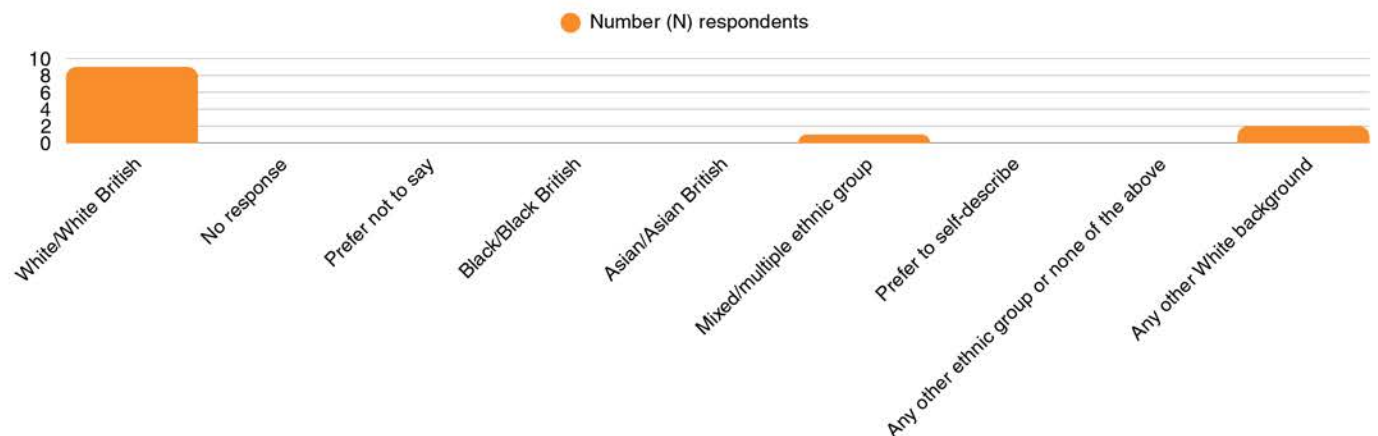 Number (N) respondents
10
8
6
4
2
0
White/White British
No response
Prefer not to say
Black/Black British
Asian/Asian British
Mixed/multiple ethnic group
Prefer to self-describe
Any other ethnic group or none of the above
Any other White background